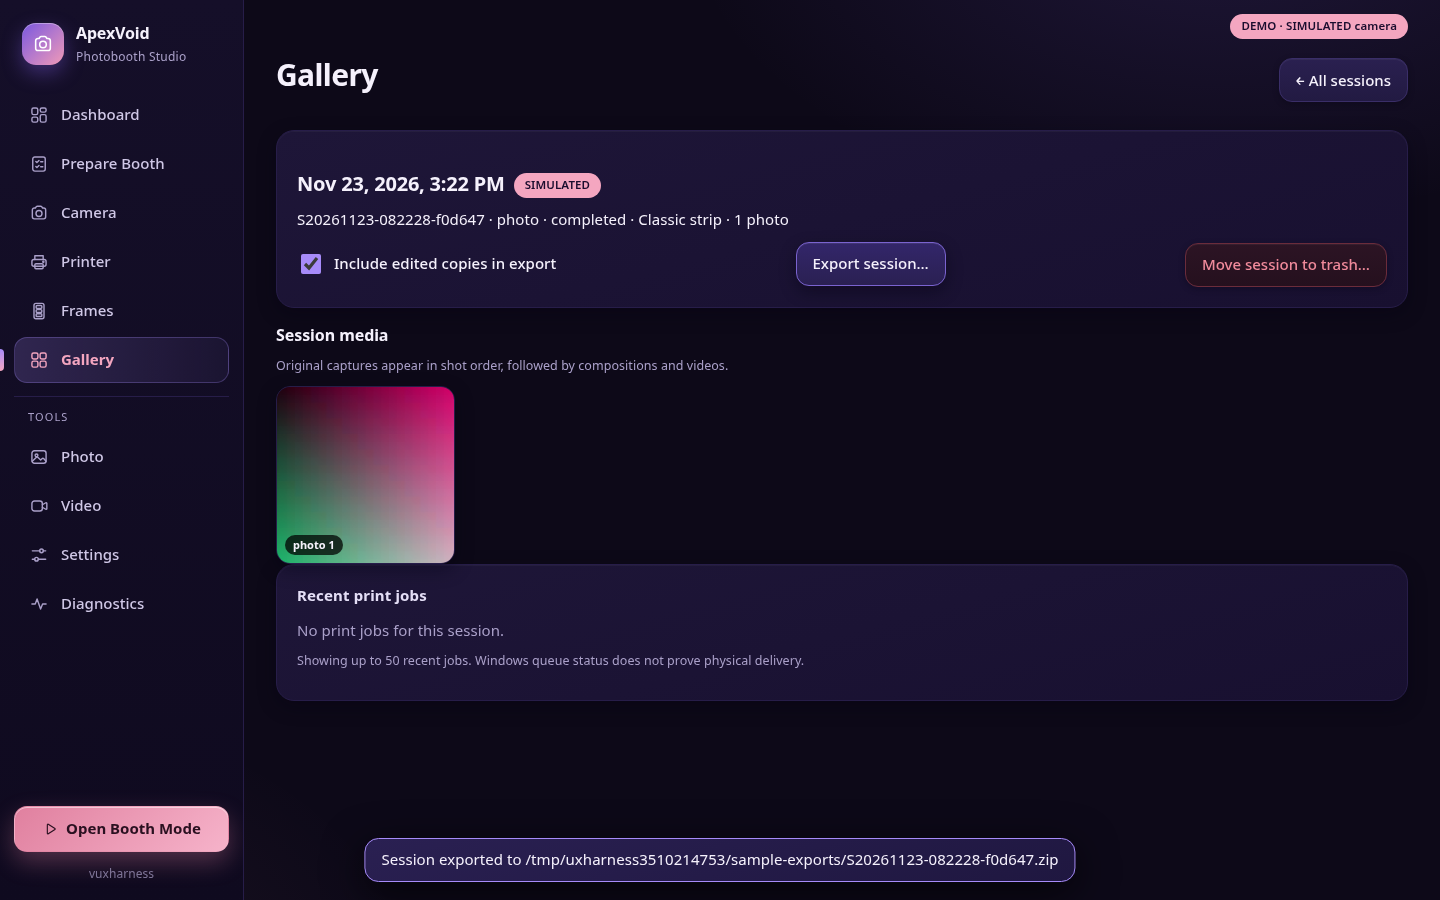 ApexVoid
Photobooth Studio
Dashboard
Prepare Booth
Camera
Printer
Frames
Gallery
TOOLS
Photo
Video
Settings
Diagnostics
Open Booth Mode
vuxharness
DEMO · SIMULATED camera
Gallery
← All sessions
Nov 23, 2026, 3:22 PM SIMULATED
S20261123-082228-f0d647 · photo · completed · Classic strip · 1 photo
Include edited copies in export
Export session...
Move session to trash...
Session media
Original captures appear in shot order, followed by compositions and videos.
photo 1
Recent print jobs
No print jobs for this session.
Showing up to 50 recent jobs. Windows queue status does not prove physical delivery.
Session exported to /tmp/uxharness3510214753/sample-exports/S20261123-082228-f0d647.zip